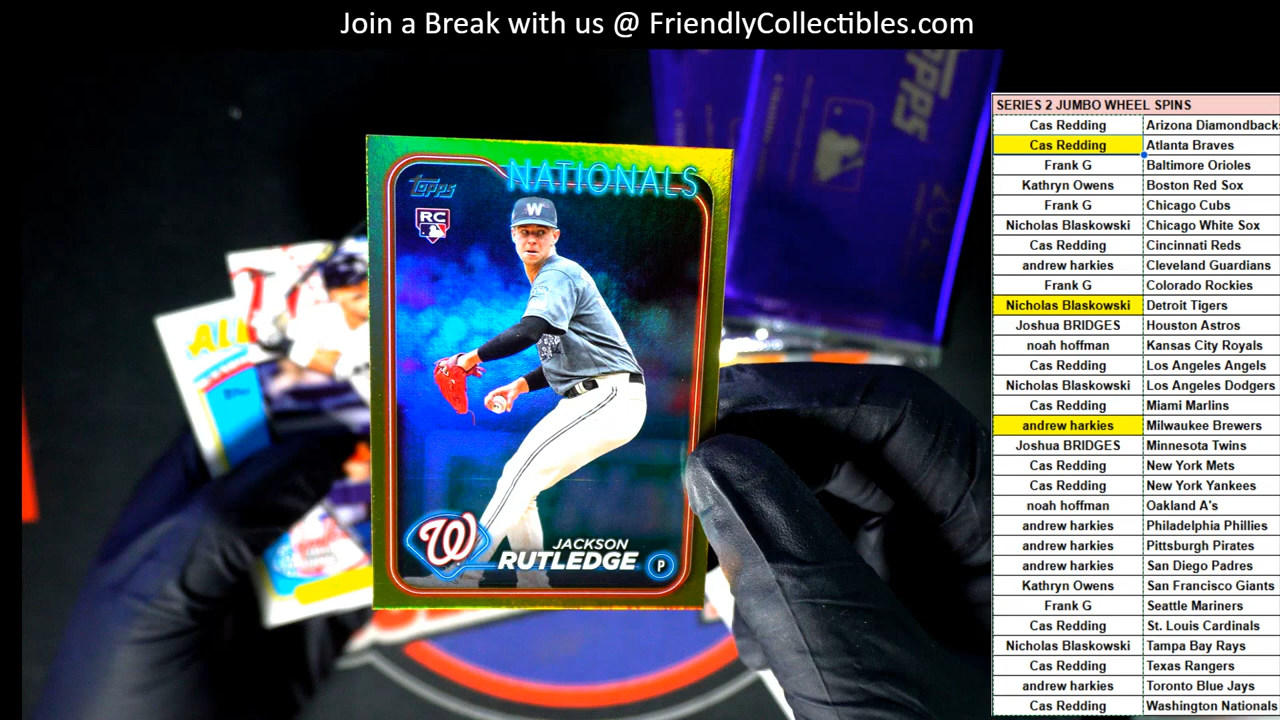 Join a Break with us @ FriendlyCollectibles.com
SERIES 2 JUMBO WHEEL SPINS
Cas Redding Arizona Diamondbacks
Cas Redding Atlanta Braves
Frank G Baltimore Orioles
Kathryn Owens Boston Red Sox
Frank G Chicago Cubs
Nicholas Blaskowski Chicago White Sox
Cas Redding Cincinnati Reds
andrew harkies Cleveland Guardians
Frank G Colorado Rockies
Nicholas Blaskowski Detroit Tigers
Joshua BRIDGES Houston Astros
noah hoffman Kansas City Royals
Cas Redding Los Angeles Angels
Nicholas Blaskowski Los Angeles Dodgers
Cas Redding Miami Marlins
andrew harkies Milwaukee Brewers
Joshua BRIDGES Minnesota Twins
Cas Redding New York Mets
Cas Redding New York Yankees
noah hoffman Oakland A's
andrew harkies Philadelphia Phillies
andrew harkies Pittsburgh Pirates
andrew harkies San Diego Padres
Kathryn Owens San Francisco Giants
Frank G Seattle Mariners
Cas Redding St. Louis Cardinals
Nicholas Blaskowski Tampa Bay Rays
Cas Redding Texas Rangers
andrew harkies Toronto Blue Jays
Cas Redding Washington Nationals
NATIONALS
Topps
RC
W
W
JACKSON
RUTLEDGE P
topps